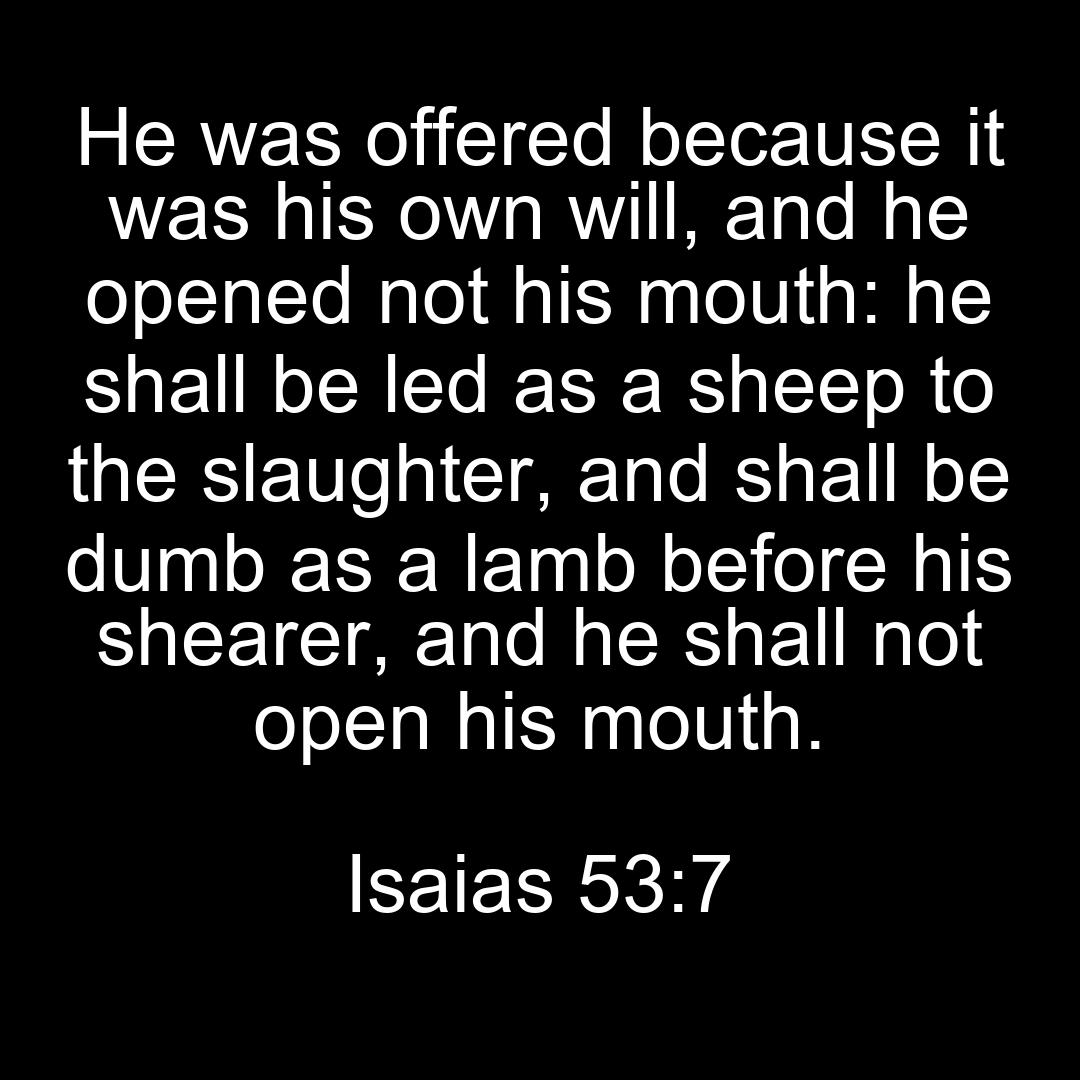 He was offered because it
was his own will, and he
opened not his mouth: he
shall be led as a sheep to
the slaughter, and shall be
dumb as a lamb before his
shearer, and he shall not
open his mouth.
Isaias 53:7